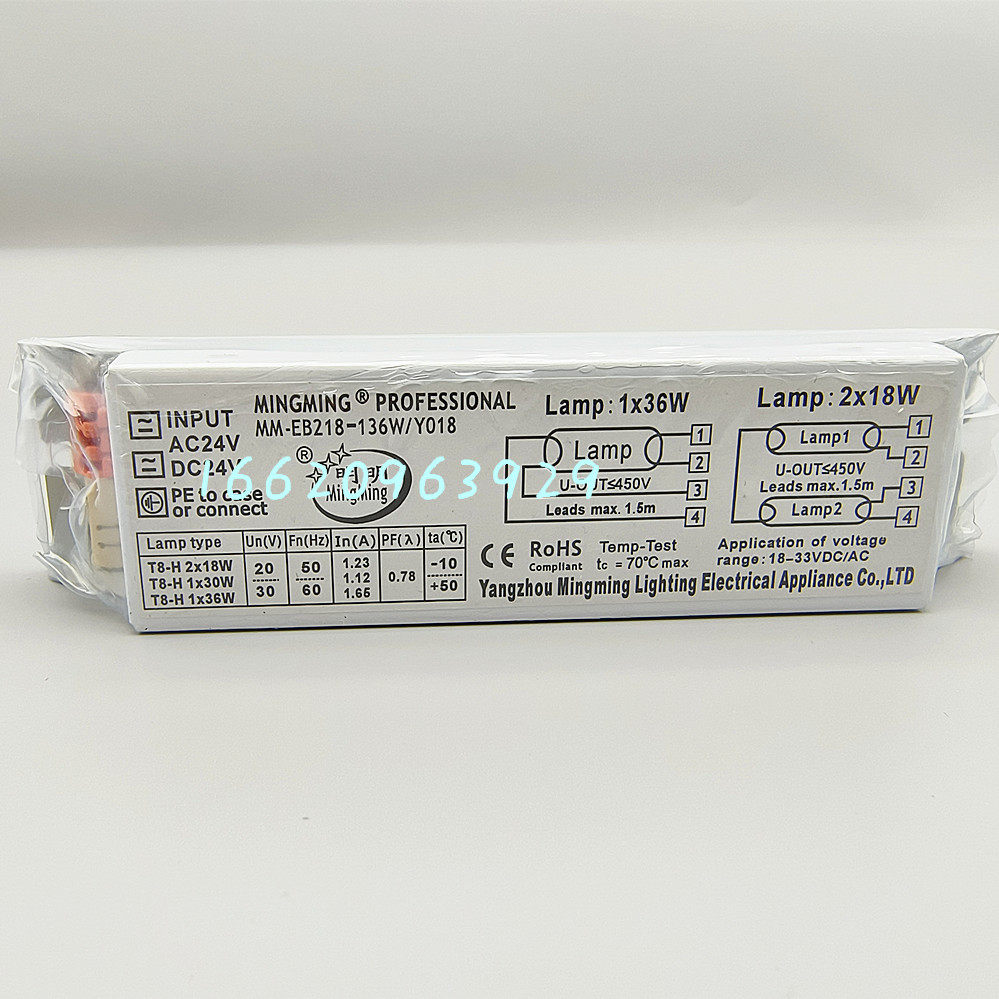 INPUT
AC24V
DC24V
PE to case
or connect
MINGMING® PROFESSIONAL
MM-EB218-136W/Y018
®
明明
MingMing
16620963929
Lamp type Un(V) Fn(Hz) In(A) PF(λ) ta(℃)
T8-H 2x18W 20 50 1.23 0.78 -10
T8-H 1x30W 1.12
T8-H 1x36W 30 60 1.65 +50
Lamp: 1x36W
Lamp
1
2
U-OUT≤450V
3
Leads max. 1.5m
4
Lamp: 2x18W
Lamp1
1
2
U-OUT≤450V
Leads max. 1.5m
3
Lamp2
4
CE RoHS
Compliant
Temp-Test
tc = 70℃ max
Application of voltage
range: 18-33VDC/AC
Yangzhou Mingming Lighting Electrical Appliance Co.,LTD